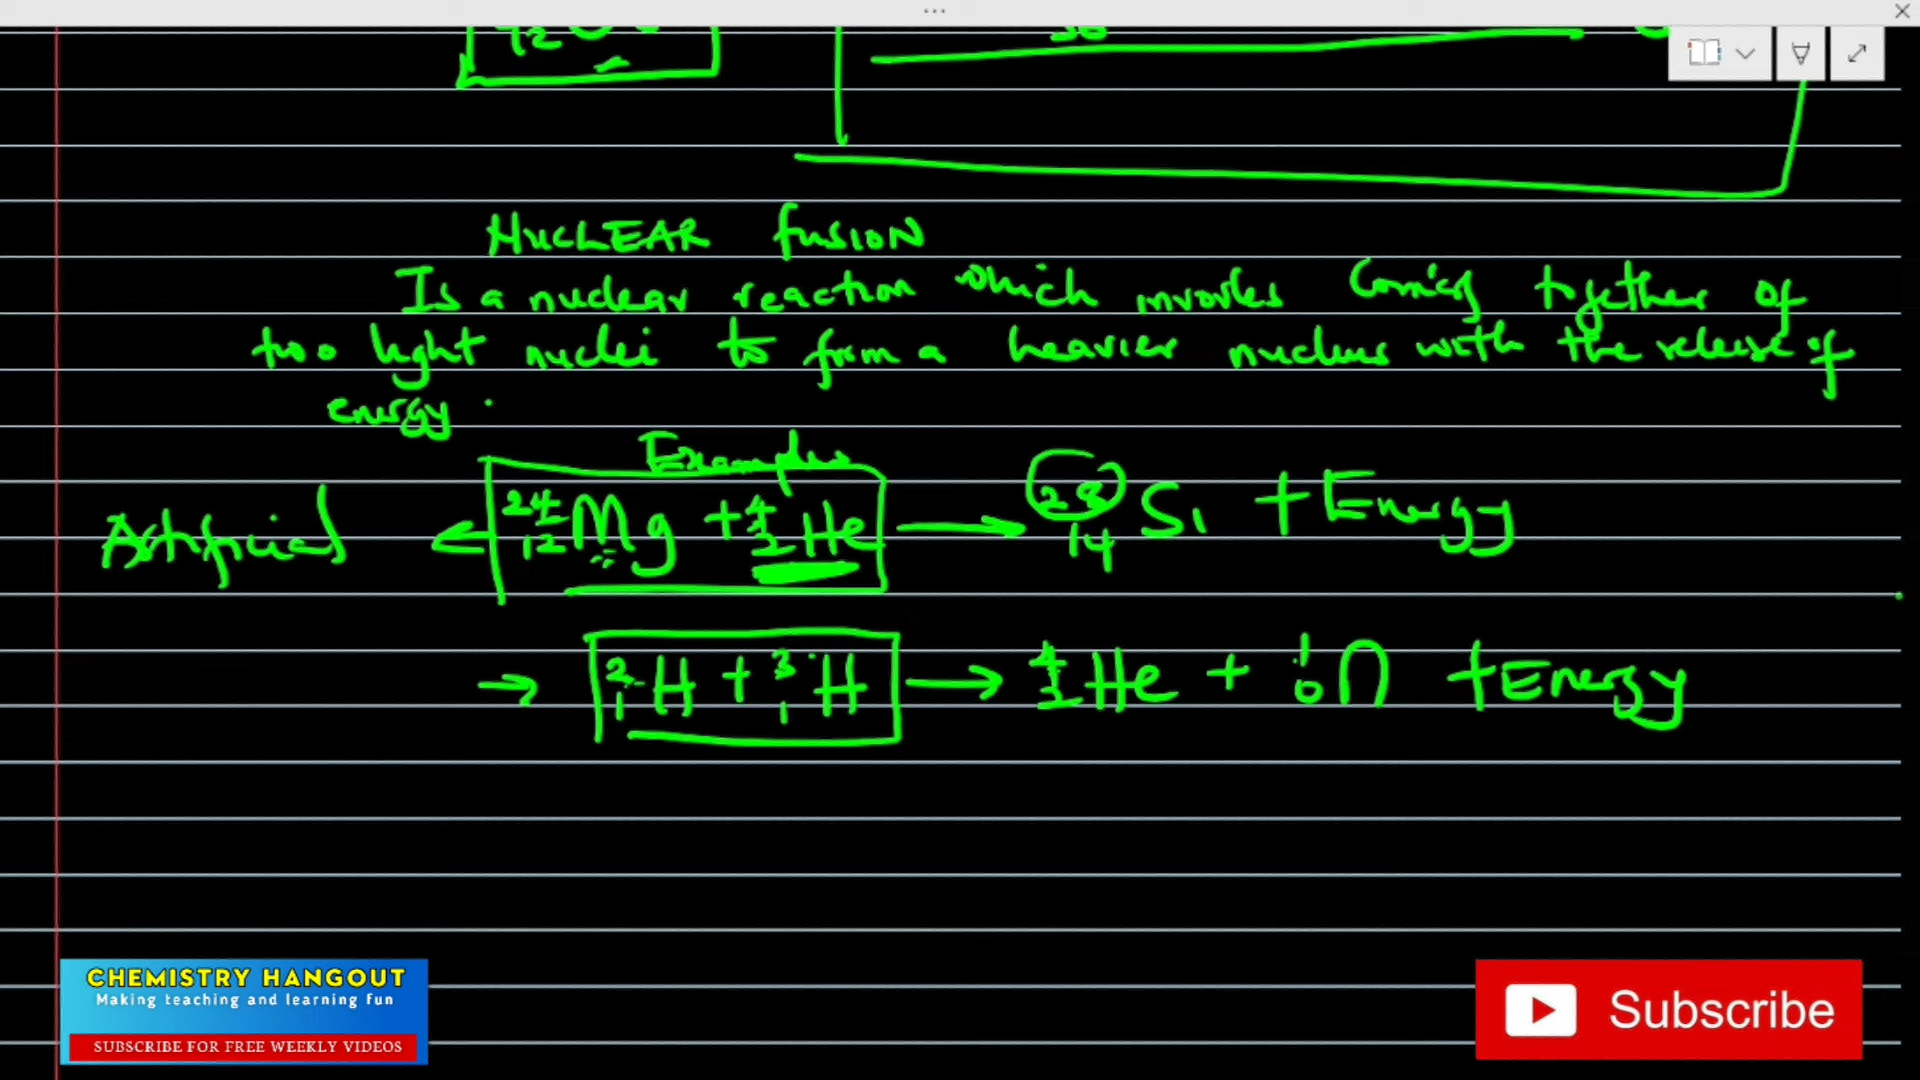 NUCLEAR fusion
Is a nuclear reaction which involves Coming together of
two light nuclei to from a heavier nucleus with the release of
energy.
Examples
Artificial ← ²⁴₁₂Mg + ⁴₂He → ²⁸₁₄Si + Energy
→ ²₁H + ³₁H → ⁴₂He + ¹₀n + Energy
CHEMISTRY HANGOUT
Making teaching and learning fun
SUBSCRIBE FOR FREE WEEKLY VIDEOS
Subscribe